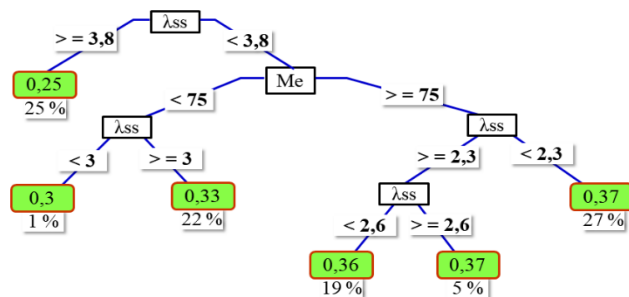 λss
> = 3,8 < 3,8
0,25 Me
25 %
< 75 > = 75
λss λss
< 3 > = 3 > = 2,3 < 2,3
0,3 0,33 λss 0,37
1 % 22 % 27 %
< 2,6 > = 2,6
0,36 0,37
19 % 5 %